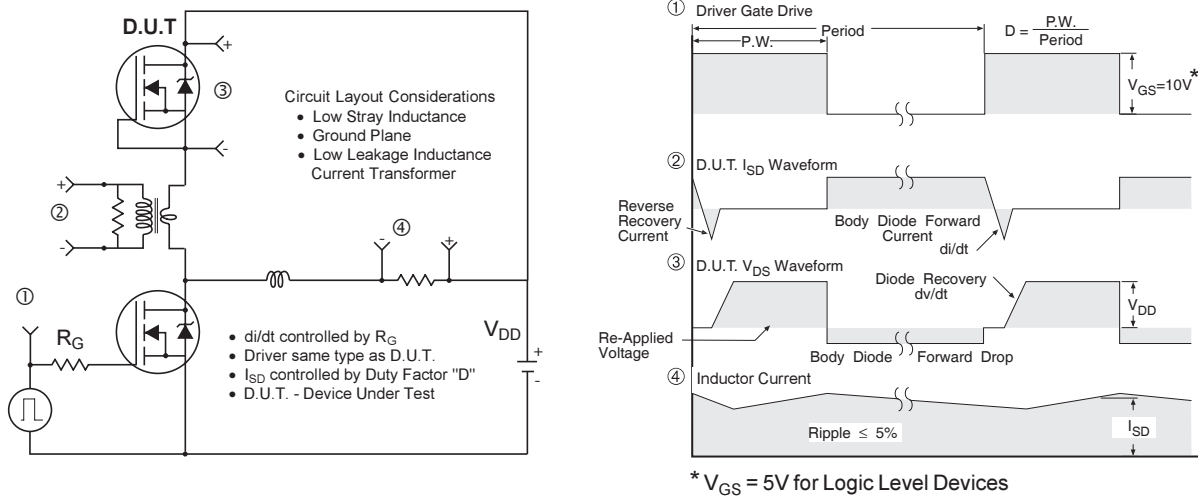 D.U.T
+
③
-
Circuit Layout Considerations
• Low Stray Inductance
• Ground Plane
• Low Leakage Inductance
Current Transformer
+
②
-
④
- +
①
R_G
• di/dt controlled by R_G
• Driver same type as D.U.T.
• I_SD controlled by Duty Factor "D"
• D.U.T. - Device Under Test
V_DD
+
-
① Driver Gate Drive
P.W.
Period
D = P.W.
Period
V_GS=10V*
② D.U.T. I_SD Waveform
Reverse
Recovery
Current
Body Diode Forward
Current
di/dt
③ D.U.T. V_DS Waveform
Diode Recovery
dv/dt
V_DD
Re-Applied
Voltage
Body Diode Forward Drop
④ Inductor Current
Ripple ≤ 5%
I_SD
* V_GS = 5V for Logic Level Devices